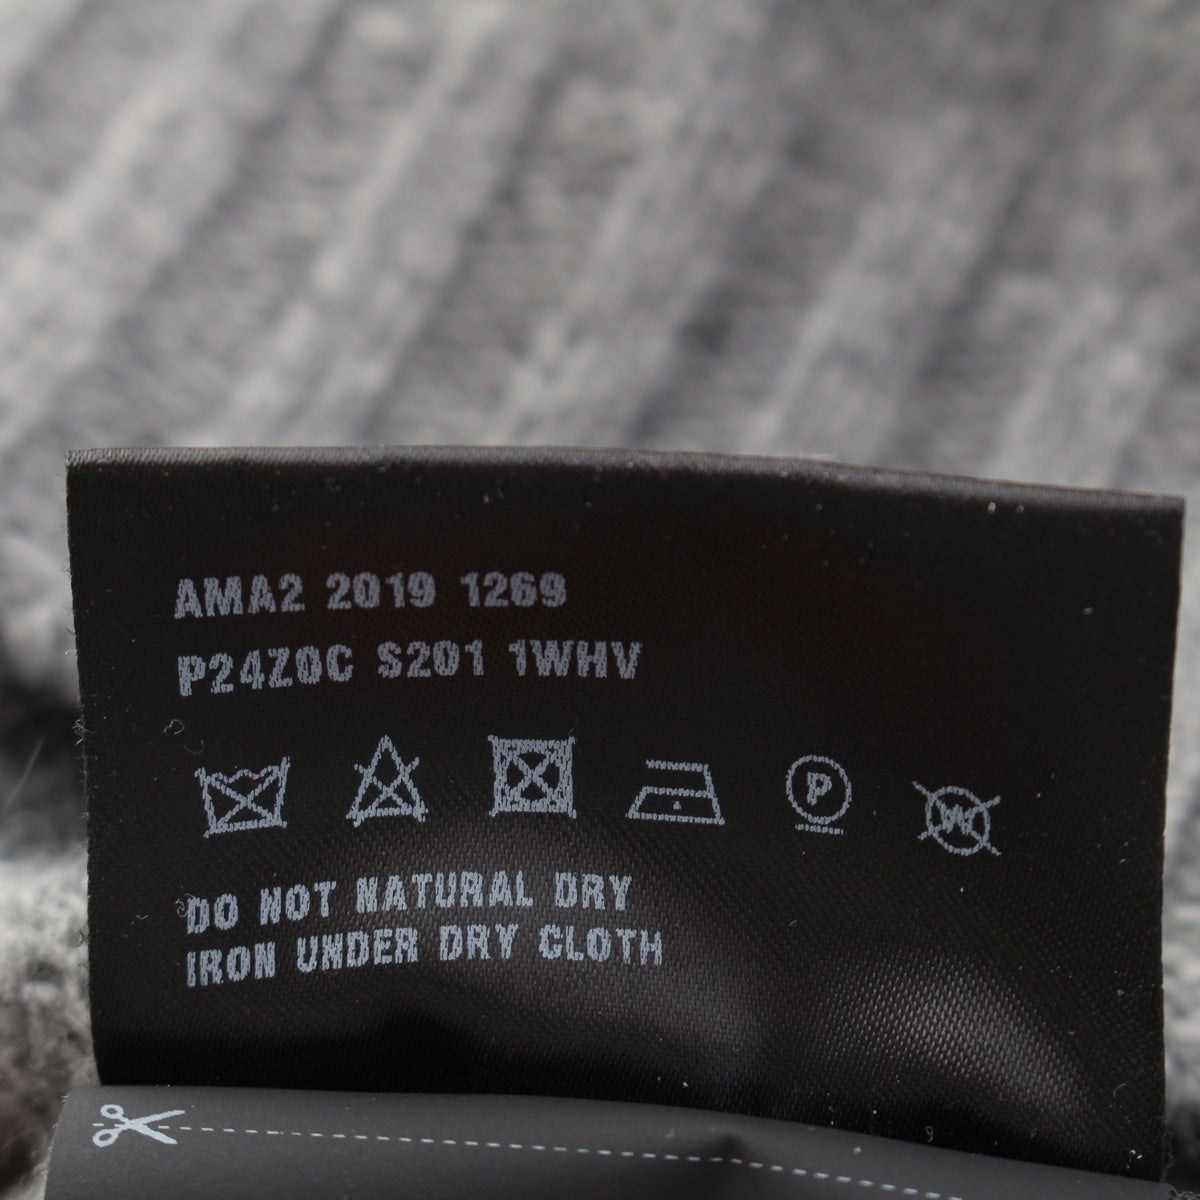 AMA2 2019 1269
P24Z0C S201 1WHV
P W
DO NOT NATURAL DRY
IRON UNDER DRY CLOTH